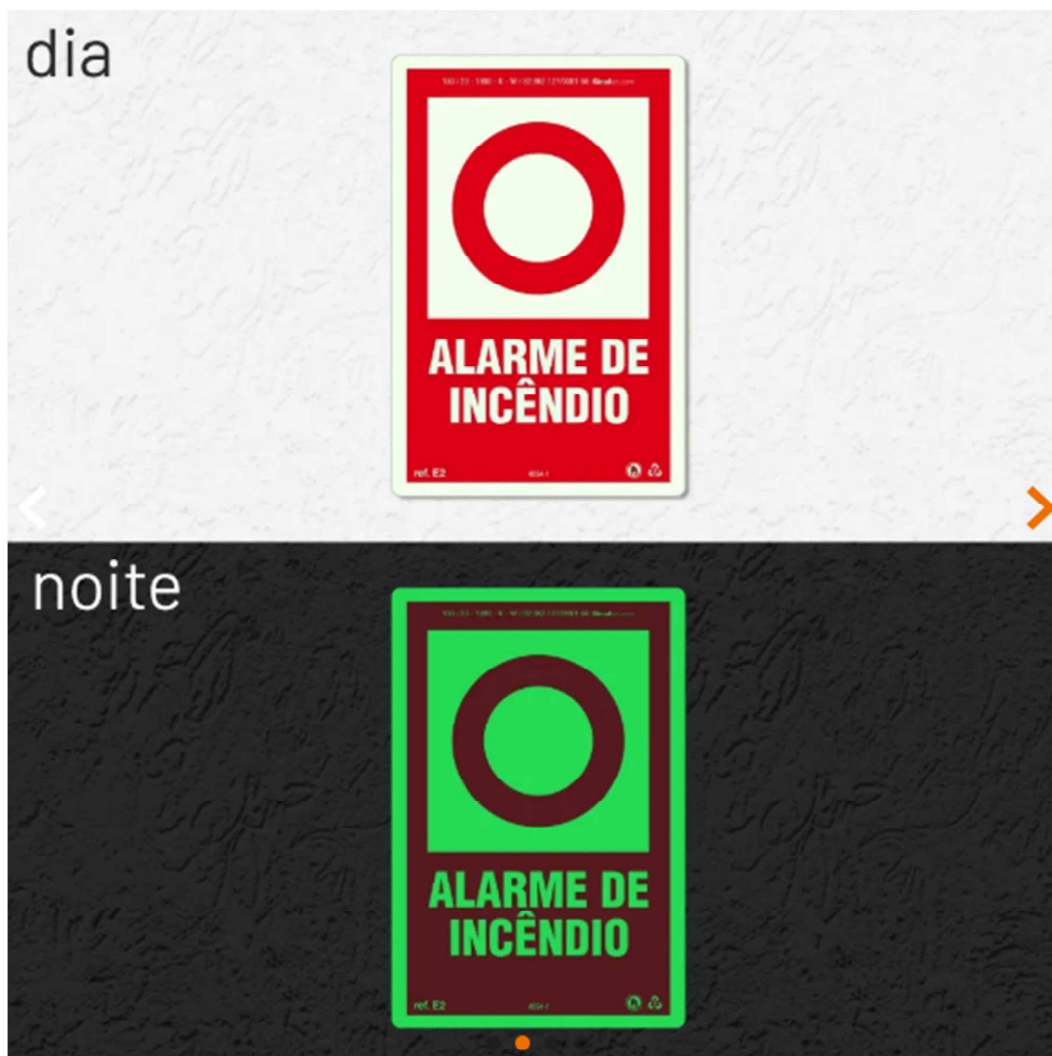 dia
ALARME DE
INCÊNDIO
ref. E2
noite
ALARME DE
INCÊNDIO
ref. E2